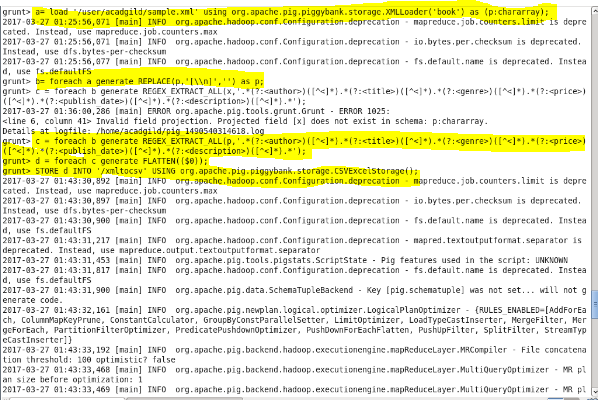 grunt> a= load '/user/acadgild/sample.xml' using org.apache.pig.piggybank.storage.XMLLoader('book') as (p:chararray);
2017-03-27 01:25:56,071 [main] INFO  org.apache.hadoop.conf.Configuration.deprecation - mapreduce.job.counters.limit is depre
cated. Instead, use mapreduce.job.counters.max
2017-03-27 01:25:56,071 [main] INFO  org.apache.hadoop.conf.Configuration.deprecation - io.bytes.per.checksum is deprecated.
Instead, use dfs.bytes-per-checksum
2017-03-27 01:25:56,071 [main] INFO  org.apache.hadoop.conf.Configuration.deprecation - fs.default.name is deprecated. Instea
d, use fs.defaultFS
grunt> b= foreach a generate REPLACE(p,'[\\n]','') as p;
grunt> c = foreach b generate REGEX_EXTRACT_ALL(x,'.*(?:<author>)([^<]*).*(?:<title>)([^<]*).*(?:<genre>)([^<]*).*(?:<price>)
([^<]*).*(?:<publish_date>)([^<]*).*(?:<description>)([^<]*).*');
2017-03-27 01:36:00,286 [main] ERROR org.apache.pig.tools.grunt.Grunt - ERROR 1025:
<line 6, column 41> Invalid field projection. Projected field [x] does not exist in schema: p:chararray.
Details at logfile: /home/acadgild/pig_1490540314618.log
grunt> c = foreach b generate REGEX_EXTRACT_ALL(p,'.*(?:<author>)([^<]*).*(?:<title>)([^<]*).*(?:<genre>)([^<]*).*(?:<price>)
([^<]*).*(?:<publish_date>)([^<]*).*(?:<description>)([^<]*).*');
grunt> d = foreach c generate FLATTEN(($0));
grunt> STORE d INTO '/xmltocsv' USING org.apache.pig.piggybank.storage.CSVExcelStorage();
2017-03-27 01:43:30,892 [main] INFO  org.apache.hadoop.conf.Configuration.deprecation - mapreduce.job.counters.limit is depre
cated. Instead, use mapreduce.job.counters.max
2017-03-27 01:43:30,897 [main] INFO  org.apache.hadoop.conf.Configuration.deprecation - io.bytes.per.checksum is deprecated.
Instead, use dfs.bytes-per-checksum
2017-03-27 01:43:30,900 [main] INFO  org.apache.hadoop.conf.Configuration.deprecation - fs.default.name is deprecated. Instea
d, use fs.defaultFS
2017-03-27 01:43:31,217 [main] INFO  org.apache.hadoop.conf.Configuration.deprecation - mapred.textoutputformat.separator is
deprecated. Instead, use mapreduce.output.textoutputformat.separator
2017-03-27 01:43:31,453 [main] INFO  org.apache.pig.tools.pigstats.ScriptState - Pig features used in the script: UNKNOWN
2017-03-27 01:43:31,817 [main] INFO  org.apache.hadoop.conf.Configuration.deprecation - fs.default.name is deprecated. Instea
d, use fs.defaultFS
2017-03-27 01:43:31,900 [main] INFO  org.apache.pig.data.SchemaTupleBackend - Key [pig.schematuple] was not set... will not g
enerate code.
2017-03-27 01:43:32,161 [main] INFO  org.apache.pig.newplan.logical.optimizer.LogicalPlanOptimizer - {RULES_ENABLED=[AddForEa
ch, ColumnMapKeyPrune, ConstantCalculator, GroupByConstParallelSetter, LimitOptimizer, LoadTypeCastInserter, MergeFilter, Mer
geForEach, PartitionFilterOptimizer, PredicatePushdownOptimizer, PushDownForEachFlatten, PushUpFilter, SplitFilter, StreamTyp
eCastInserter]}
2017-03-27 01:43:33,192 [main] INFO  org.apache.pig.backend.hadoop.executionengine.mapReduceLayer.MRCompiler - File concatena
tion threshold: 100 optimistic? false
2017-03-27 01:43:33,468 [main] INFO  org.apache.pig.backend.hadoop.executionengine.mapReduceLayer.MultiQueryOptimizer - MR pl
an size before optimization: 1
2017-03-27 01:43:33,469 [main] INFO  org.apache.pig.backend.hadoop.executionengine.mapReduceLayer.MultiQueryOptimizer - MR pl